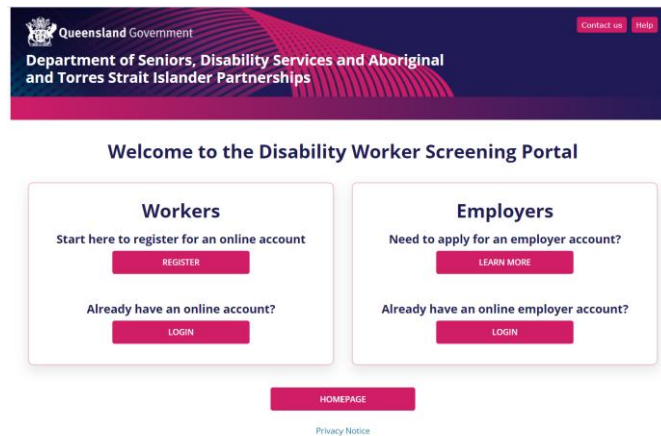 Queensland Government
Contact us
Help
Department of Seniors, Disability Services and Aboriginal
and Torres Strait Islander Partnerships
Welcome to the Disability Worker Screening Portal
Workers
Start here to register for an online account
REGISTER
Already have an online account?
LOGIN
Employers
Need to apply for an employer account?
LEARN MORE
Already have an online employer account?
LOGIN
HOMEPAGE
Privacy Notice